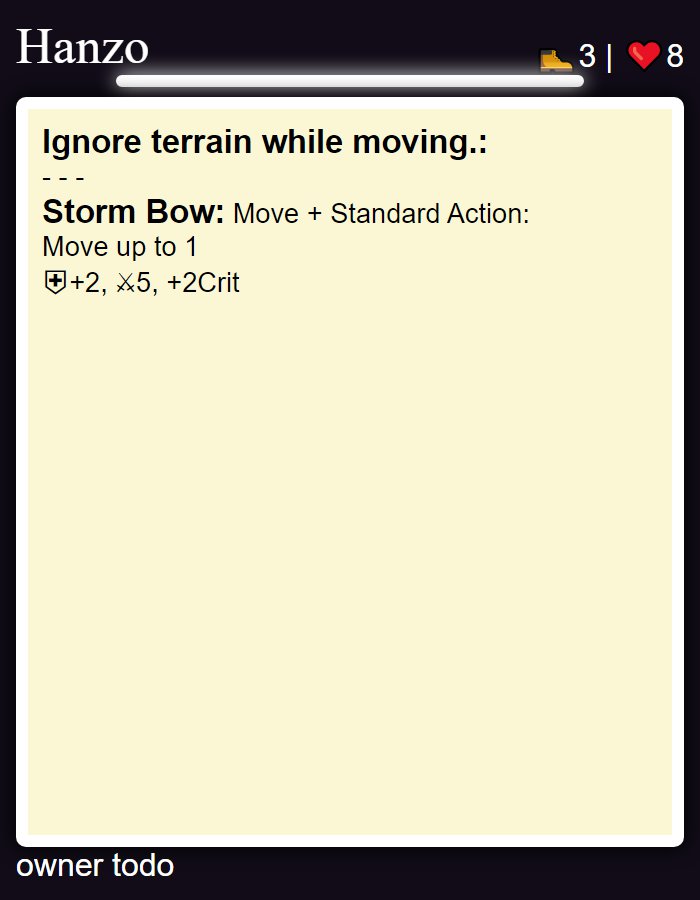 Hanzo
🥾3 | ❤️8
Ignore terrain while moving.:
- - -
Storm Bow: Move + Standard Action:
Move up to 1
⛨+2, ⚔5, +2Crit
owner todo